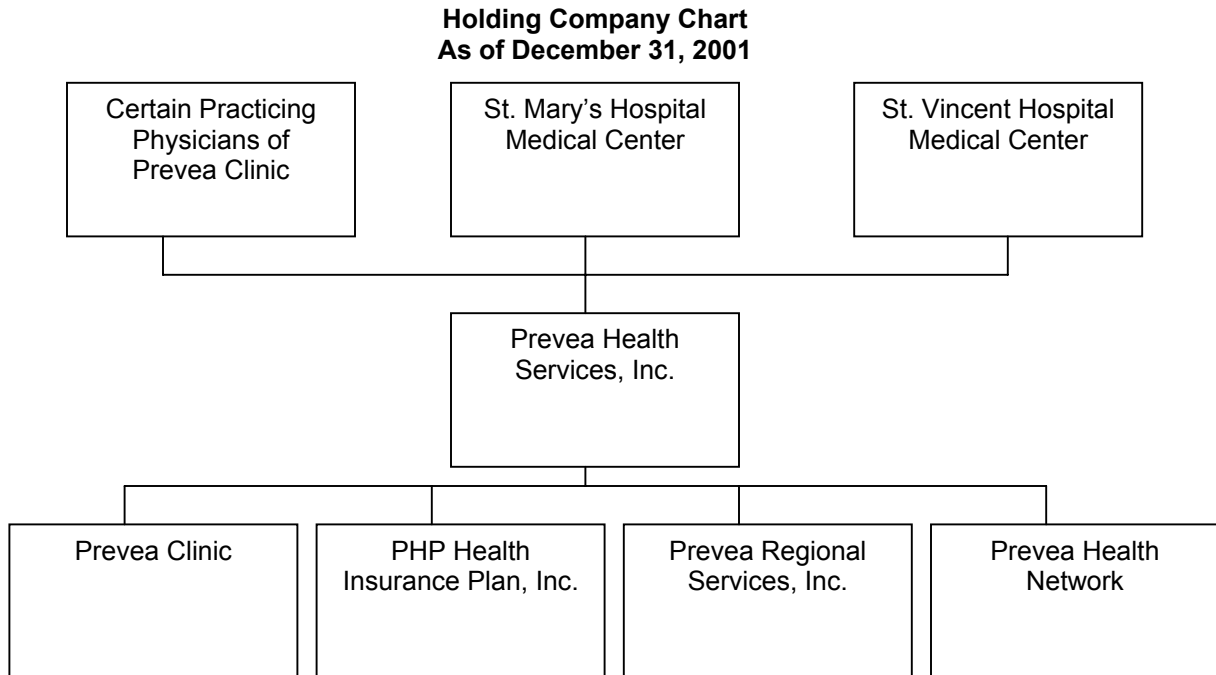 Holding Company Chart
As of December 31, 2001
Certain Practicing
Physicians of
Prevea Clinic
St. Mary’s Hospital
Medical Center
St. Vincent Hospital
Medical Center
Prevea Health
Services, Inc.
Prevea Clinic
PHP Health
Insurance Plan, Inc.
Prevea Regional
Services, Inc.
Prevea Health
Network